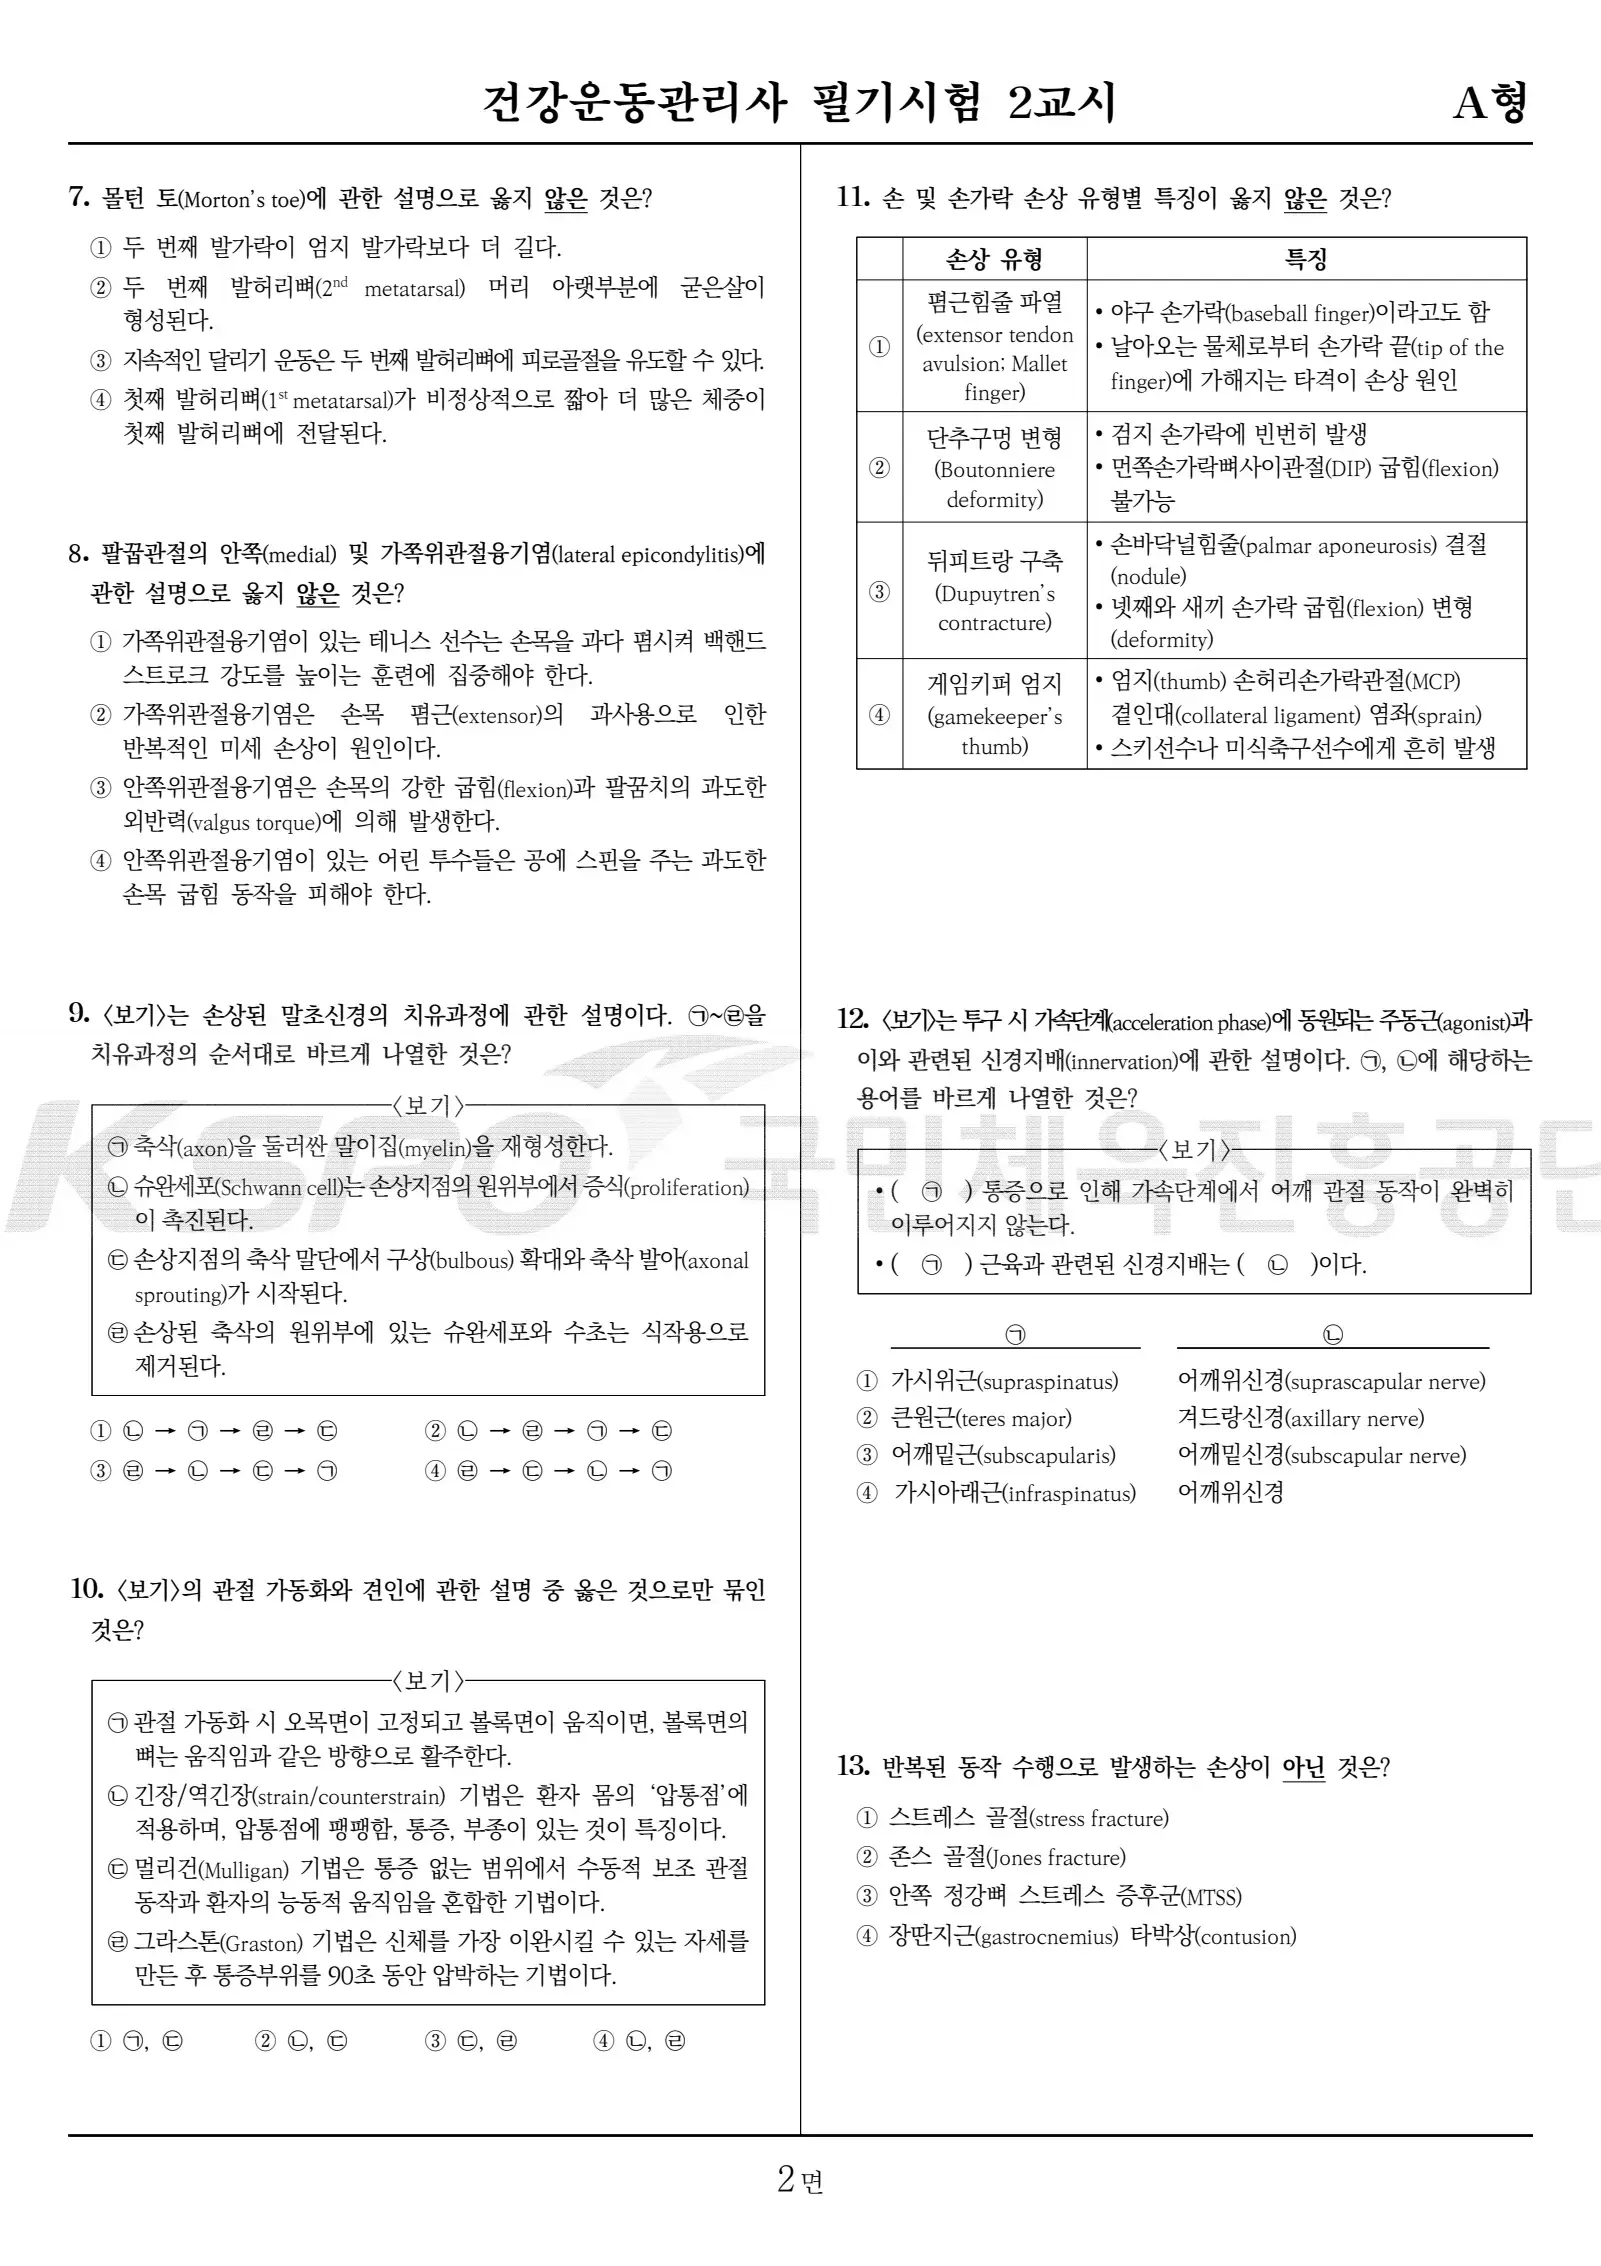 건강운동관리사 필기시험 2교시
A형
7. 몰턴 토(Morton's toe)에 관한 설명으로 옳지 않은 것은?
① 두 번째 발가락이 엄지 발가락보다 더 길다.
② 두 번째 발허리뼈(2nd metatarsal) 머리 아랫부분에 굳은살이
형성된다.
③ 지속적인 달리기 운동은 두 번째 발허리뼈에 피로골절을 유도할 수 있다.
④ 첫째 발허리뼈(1st metatarsal)가 비정상적으로 짧아 더 많은 체중이
첫째 발허리뼈에 전달된다.
8. 팔꿉관절의 안쪽(medial) 및 가쪽위관절융기염(lateral epicondylitis)에
관한 설명으로 옳지 않은 것은?
① 가쪽위관절융기염이 있는 테니스 선수는 손목을 과다 폄시켜 백핸드
스트로크 강도를 높이는 훈련에 집중해야 한다.
② 가쪽위관절융기염은 손목 폄근(extensor)의 과사용으로 인한
반복적인 미세 손상이 원인이다.
③ 안쪽위관절융기염은 손목의 강한 굽힘(flexion)과 팔꿈치의 과도한
외반력(valgus torque)에 의해 발생한다.
④ 안쪽위관절융기염이 있는 어린 투수들은 공에 스핀을 주는 과도한
손목 굽힘 동작을 피해야 한다.
9. 〈보기〉는 손상된 말초신경의 치유과정에 관한 설명이다. ㉠~㉣을
치유과정의 순서대로 바르게 나열한 것은?
〈보기〉
㉠ 축삭(axon)을 둘러싼 말이집(myelin)을 재형성한다.
㉡ 슈완세포(Schwann cell)는 손상지점의 원위부에서 증식(proliferation)
이 촉진된다.
㉢ 손상지점의 축삭 말단에서 구상(bulbous) 확대와 축삭 발아(axonal
sprouting)가 시작된다.
㉣ 손상된 축삭의 원위부에 있는 슈완세포와 수초는 식작용으로
제거된다.
① ㉡ → ㉠ → ㉣ → ㉢ ② ㉡ → ㉣ → ㉠ → ㉢
③ ㉣ → ㉡ → ㉢ → ㉠ ④ ㉣ → ㉢ → ㉡ → ㉠
10. 〈보기〉의 관절 가동화와 견인에 관한 설명 중 옳은 것으로만 묶인
것은?
〈보기〉
㉠ 관절 가동화 시 오목면이 고정되고 볼록면이 움직이면, 볼록면의
뼈는 움직임과 같은 방향으로 활주한다.
㉡ 긴장/역긴장(strain/counterstrain) 기법은 환자 몸의 ‘압통점’에
적용하며, 압통점에 팽팽함, 통증, 부종이 있는 것이 특징이다.
㉢ 멀리건(Mulligan) 기법은 통증 없는 범위에서 수동적 보조 관절
동작과 환자의 능동적 움직임을 혼합한 기법이다.
㉣ 그라스톤(Graston) 기법은 신체를 가장 이완시킬 수 있는 자세를
만든 후 통증부위를 90초 동안 압박하는 기법이다.
① ㉠, ㉢ ② ㉡, ㉢ ③ ㉢, ㉣ ④ ㉡, ㉣
11. 손 및 손가락 손상 유형별 특징이 옳지 않은 것은?
손상 유형 특징
①
폄근힘줄 파열
(extensor tendon
avulsion; Mallet
finger)
• 야구 손가락(baseball finger)이라고도 함
• 날아오는 물체로부터 손가락 끝(tip of the
finger)에 가해지는 타격이 손상 원인
②
단추구멍 변형
(Boutonniere
deformity)
• 검지 손가락에 빈번히 발생
• 먼쪽손가락뼈사이관절(DIP) 굽힘(flexion)
불가능
③
뒤피트랑 구축
(Dupuytren's
contracture)
• 손바닥널힘줄(palmar aponeurosis) 결절
(nodule)
• 넷째와 새끼 손가락 굽힘(flexion) 변형
(deformity)
④
게임키퍼 엄지
(gamekeeper's
thumb)
• 엄지(thumb) 손허리손가락관절(MCP)
곁인대(collateral ligament) 염좌(sprain)
• 스키선수나 미식축구선수에게 흔히 발생
12. 〈보기〉는 투구 시 가속단계(acceleration phase)에 동원되는 주동근(agonist)과
이와 관련된 신경지배(innervation)에 관한 설명이다. ㉠, ㉡에 해당하는
용어를 바르게 나열한 것은?
〈보기〉
• ( ㉠ ) 통증으로 인해 가속단계에서 어깨 관절 동작이 완벽히
이루어지지 않는다.
• ( ㉠ ) 근육과 관련된 신경지배는 ( ㉡ )이다.
㉠ ㉡
① 가시위근(supraspinatus) 어깨위신경(suprascapular nerve)
② 큰원근(teres major) 겨드랑신경(axillary nerve)
③ 어깨밑근(subscapularis) 어깨밑신경(subscapular nerve)
④ 가시아래근(infraspinatus) 어깨위신경
13. 반복된 동작 수행으로 발생하는 손상이 아닌 것은?
① 스트레스 골절(stress fracture)
② 존스 골절(Jones fracture)
③ 안쪽 정강뼈 스트레스 증후군(MTSS)
④ 장딴지근(gastrocnemius) 타박상(contusion)
KSPO 국민체육진흥공단
2면